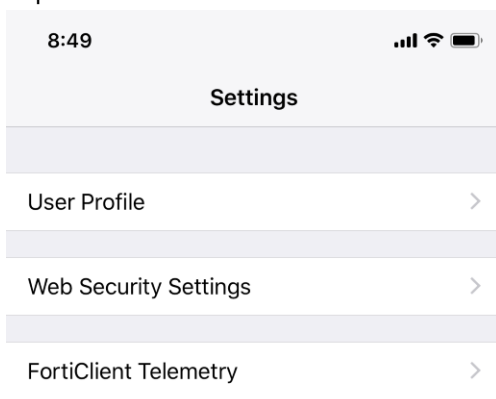 8:49
Settings
User Profile
Web Security Settings
FortiClient Telemetry